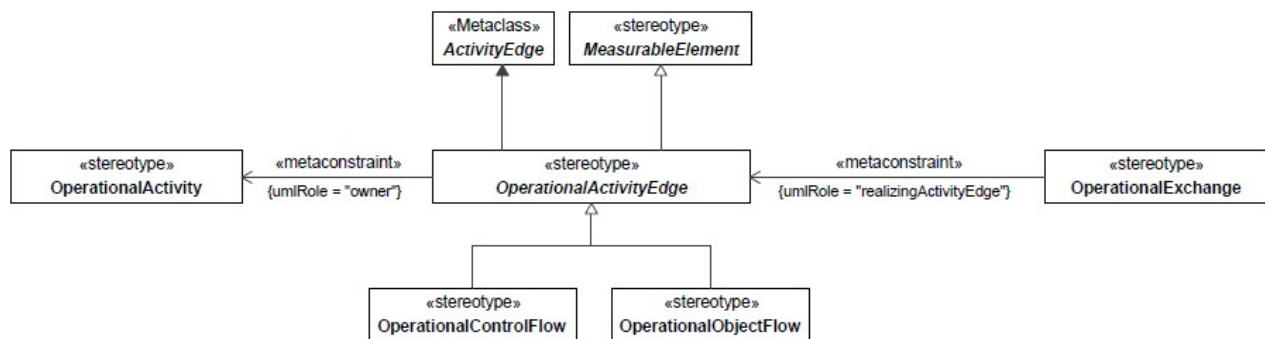 «Metaclass»
ActivityEdge
«stereotype»
MeasurableElement
«stereotype»
OperationalActivity
«metaconstraint»
{umlRole = "owner"}
«stereotype»
OperationalActivityEdge
«metaconstraint»
{umlRole = "realizingActivityEdge"}
«stereotype»
OperationalExchange
«stereotype»
OperationalControlFlow
«stereotype»
OperationalObjectFlow